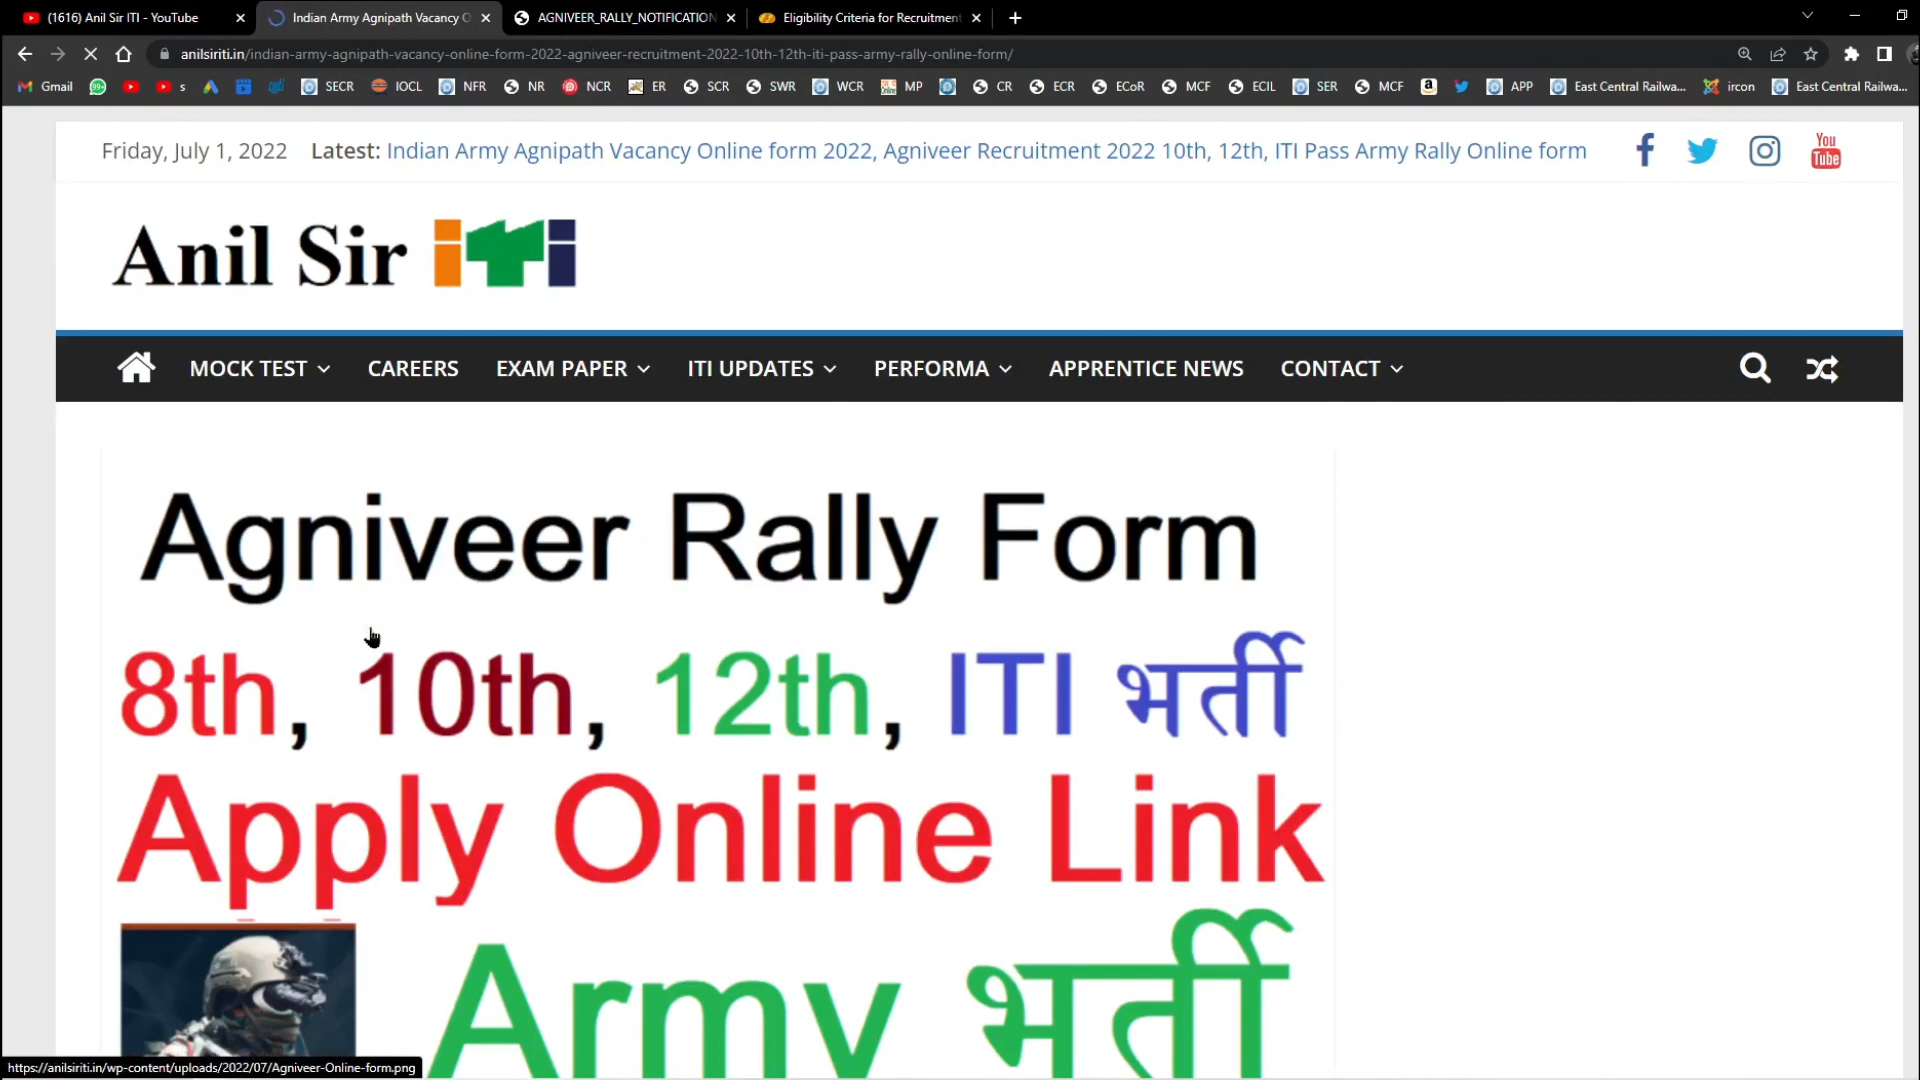 (1616) Anil Sir ITI - YouTube
Indian Army Agnipath Vacancy O
AGNIVEER_RALLY_NOTIFICATION
Eligibility Criteria for Recruitment
anilsiriti.in/indian-army-agnipath-vacancy-online-form-2022-agniveer-recruitment-2022-10th-12th-iti-pass-army-rally-online-form/
Gmail s SECR IOCL NFR NR NCR ER SCR SWR WCR MP CR ECR ECoR MCF ECIL SER MCF APP East Central Railwa... ircon East Central Railwa...
Friday, July 1, 2022 Latest: Indian Army Agnipath Vacancy Online form 2022, Agniveer Recruitment 2022 10th, 12th, ITI Pass Army Rally Online form
You
Tube
Anil Sir iTi
MOCK TEST CAREERS EXAM PAPER ITI UPDATES PERFORMA APPRENTICE NEWS CONTACT
Agniveer Rally Form
8th, 10th, 12th, ITI भर्ती
Apply Online Link
Army भर्ती
https://anilsiriti.in/wp-content/uploads/2022/07/Agniveer-Online-form.png